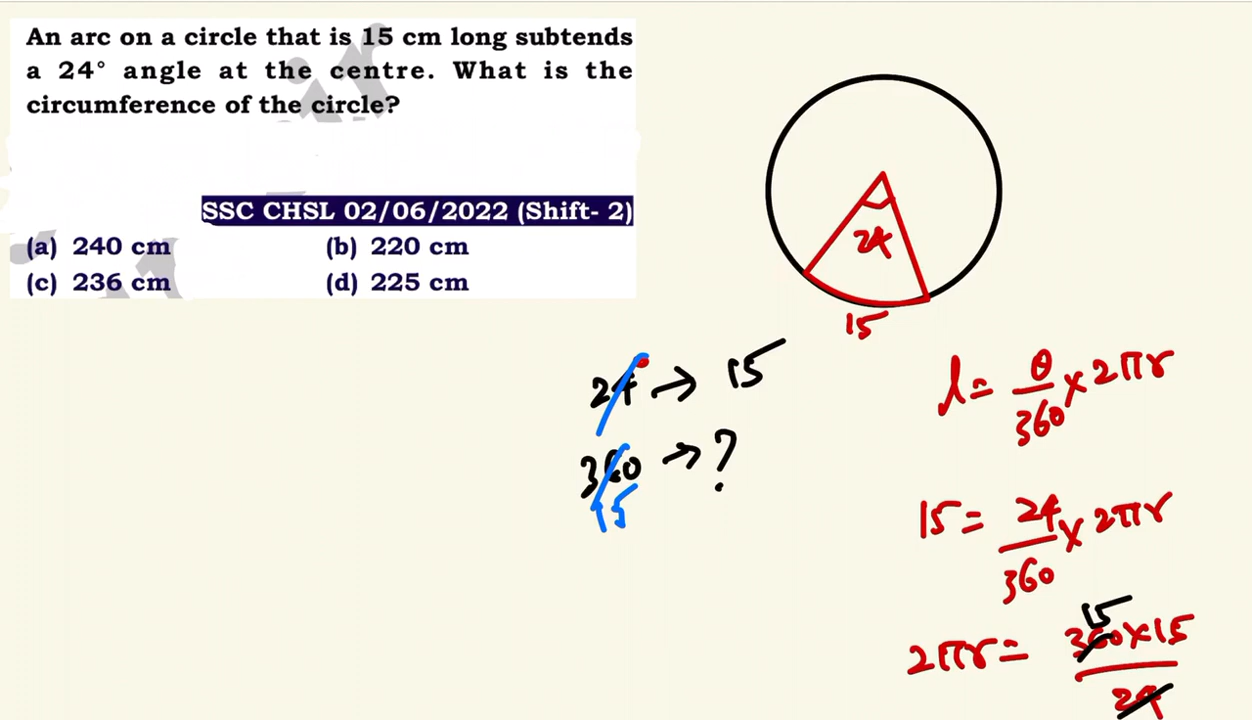 An arc on a circle that is 15 cm long subtends
a 24° angle at the centre. What is the
circumference of the circle?
SSC CHSL 02/06/2022 (Shift- 2)
(a) 240 cm (b) 220 cm
(c) 236 cm (d) 225 cm
24
15
24° → 15
360 → ?
15
l = θ/360 × 2πr
15 = 24/360 × 2πr
15
2πr = 360×15/24